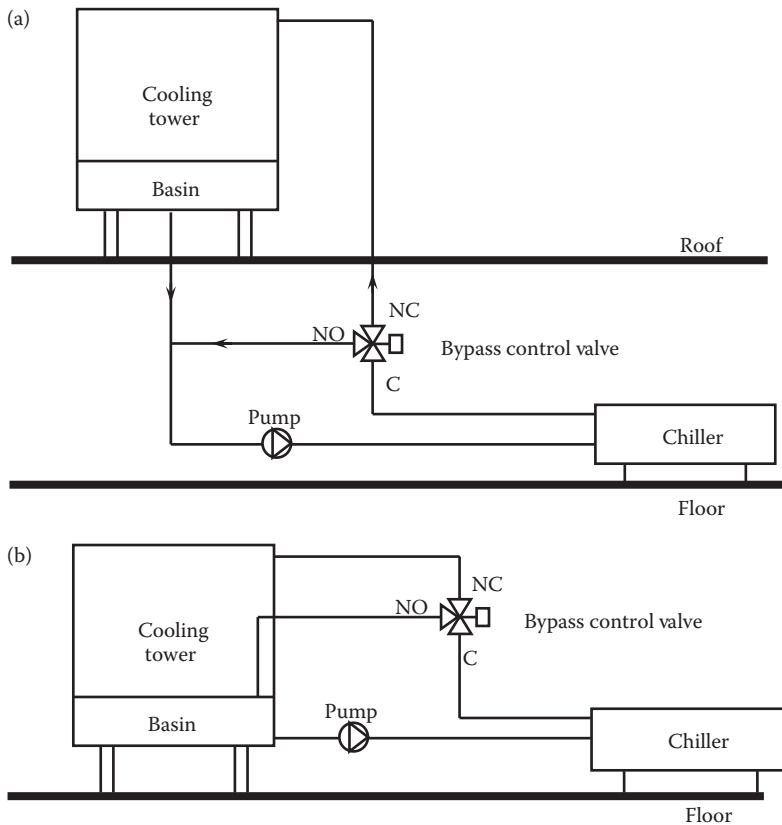 (a)
Cooling
tower
Basin
Roof
NC
NO
Bypass control valve
C
Pump
Chiller
Floor
(b)
NC
NO
Cooling
tower
Bypass control valve
C
Pump
Basin
Chiller
Floor